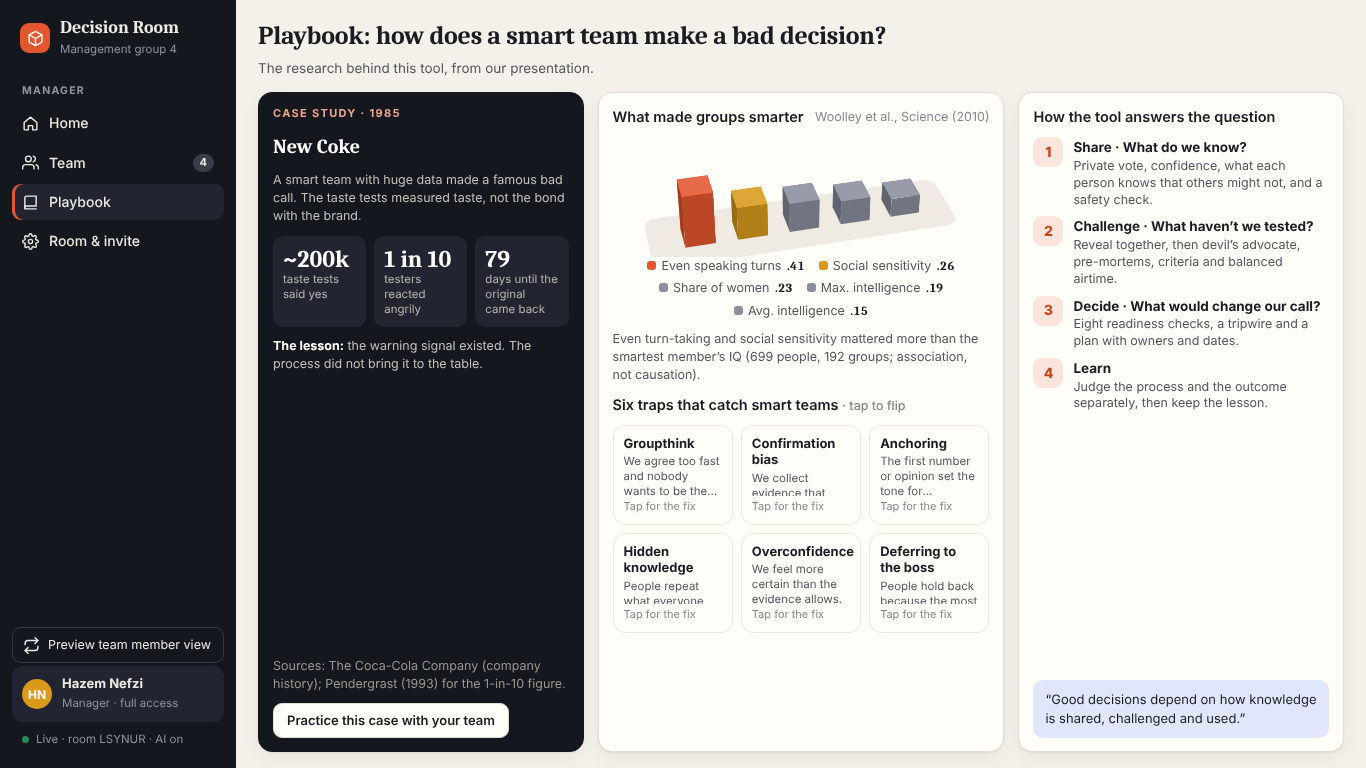 Decision Room
Management group 4
MANAGER
Home
Team 4
Playbook
Room & invite
Preview team member view
HN
Hazem Nefzi
Manager · full access
Live · room LSYNUR · AI on
Playbook: how does a smart team make a bad decision?
The research behind this tool, from our presentation.
CASE STUDY · 1985
New Coke
A smart team with huge data made a famous bad
call. The taste tests measured taste, not the bond
with the brand.
~200k
taste tests
said yes
1 in 10
testers
reacted
angrily
79
days until the
original
came back
The lesson: the warning signal existed. The
process did not bring it to the table.
Sources: The Coca-Cola Company (company
history); Pendergrast (1993) for the 1-in-10 figure.
Practice this case with your team
What made groups smarter Woolley et al., Science (2010)
Even speaking turns .41 Social sensitivity .26
Share of women .23 Max. intelligence .19
Avg. intelligence .15
Even turn-taking and social sensitivity mattered more than the
smartest member’s IQ (699 people, 192 groups; association,
not causation).
Six traps that catch smart teams · tap to flip
Groupthink
We agree too fast
and nobody
wants to be the…
Tap for the fix
Confirmation
bias
We collect
evidence that
Tap for the fix
Anchoring
The first number
or opinion set the
tone for…
Tap for the fix
Hidden
knowledge
People repeat
what everyone
Tap for the fix
Overconfidence
We feel more
certain than the
evidence allows.
Tap for the fix
Deferring to
the boss
People hold back
because the most
Tap for the fix
How the tool answers the question
1
Share · What do we know?
Private vote, confidence, what each
person knows that others might not, and a
safety check.
2
Challenge · What haven’t we tested?
Reveal together, then devil’s advocate,
pre-mortems, criteria and balanced
airtime.
3
Decide · What would change our call?
Eight readiness checks, a tripwire and a
plan with owners and dates.
4
Learn
Judge the process and the outcome
separately, then keep the lesson.
“Good decisions depend on how knowledge
is shared, challenged and used.”